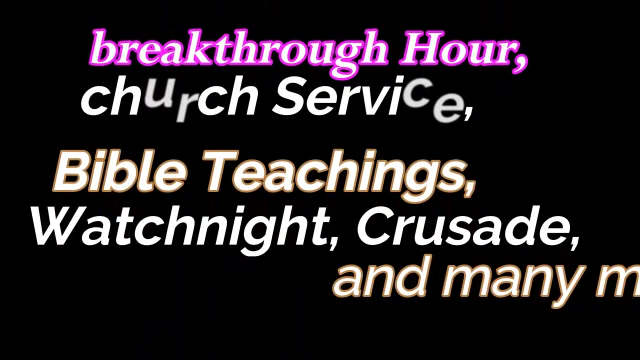 breakthrough Hour,
church Service,
Bible Teachings,
Watchnight, Crusade,
and many m